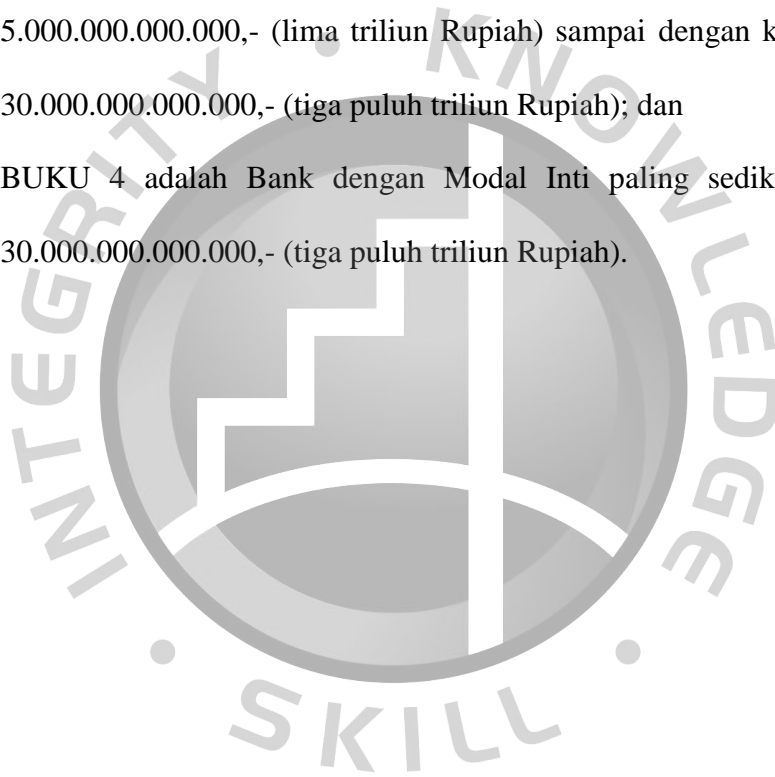 5.000.000.000.000,- (lima triliun Rupiah) sampai dengan k
30.000.000.000.000,- (tiga puluh triliun Rupiah); dan
BUKU 4 adalah Bank dengan Modal Inti paling sedik
30.000.000.000.000,- (tiga puluh triliun Rupiah).
INTEGRITY • KNOWLEDGE • SKILL •